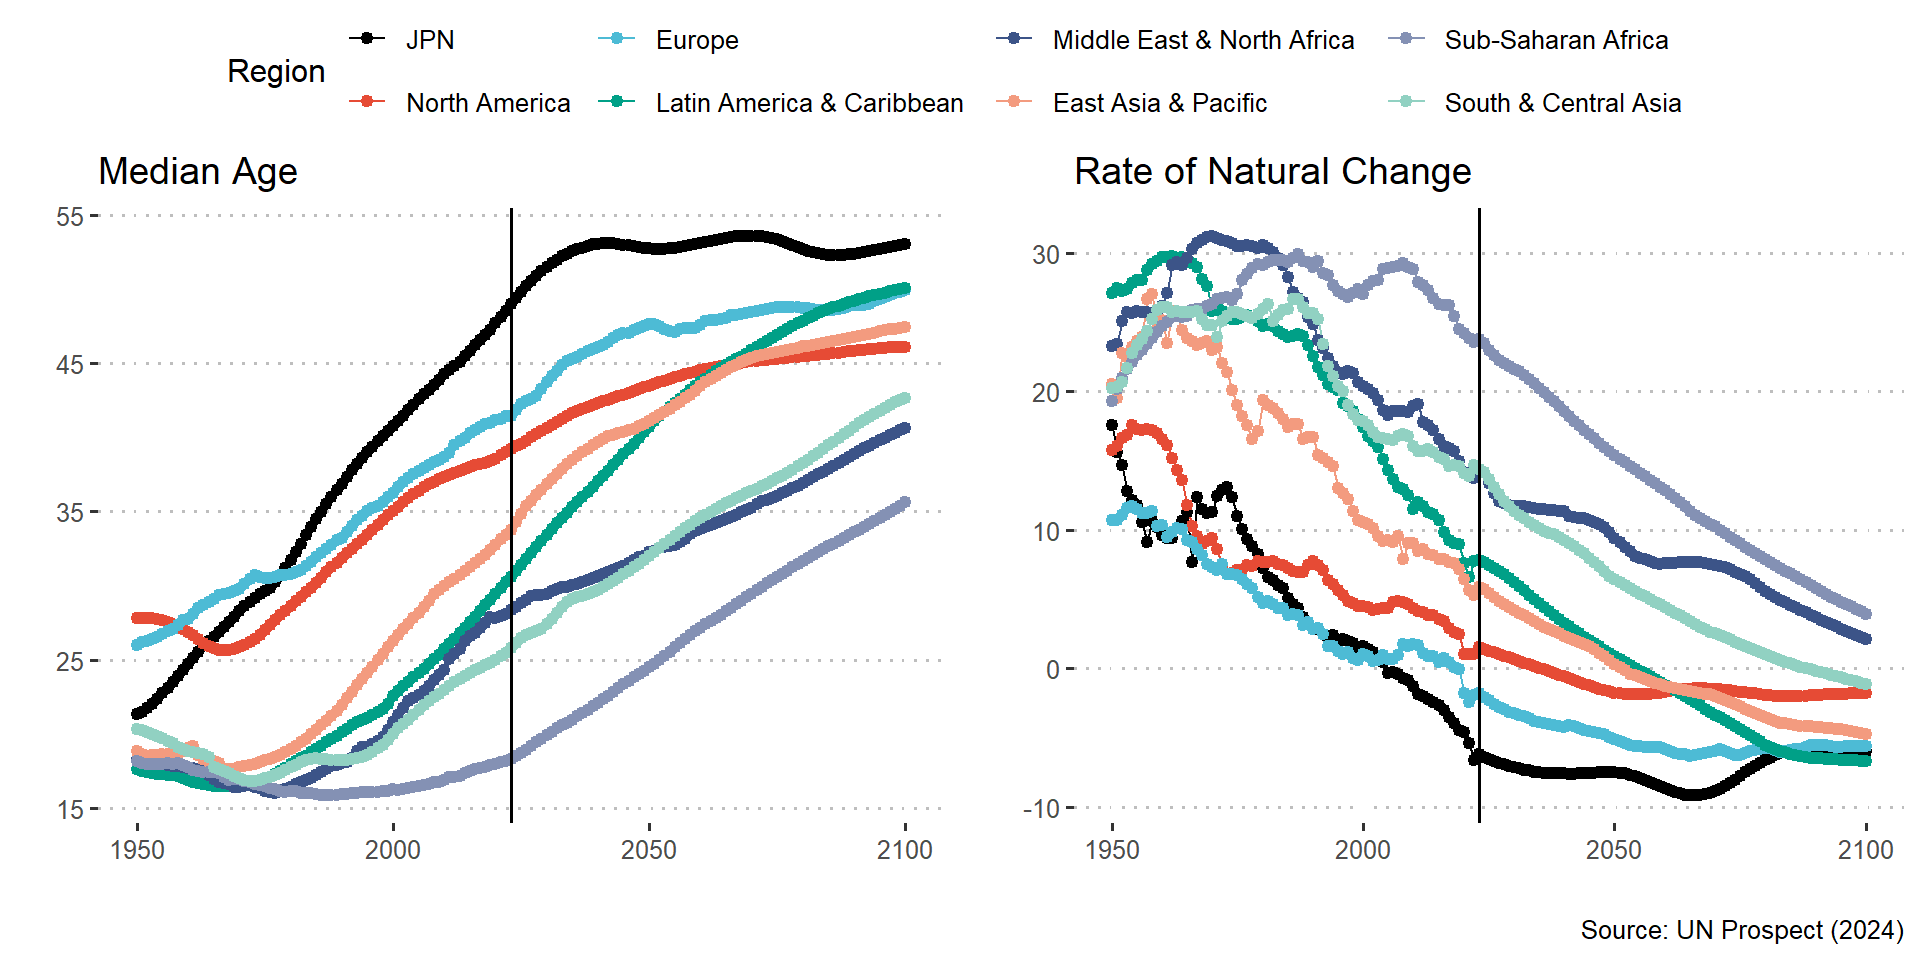 Region
JPN
Europe
Middle East & North Africa
Sub-Saharan Africa
North America
Latin America & Caribbean
East Asia & Pacific
South & Central Asia
Median Age
55
45
35
25
15
1950
2000
2050
2100
Rate of Natural Change
30
20
10
0
-10
1950
2000
2050
2100
Source: UN Prospect (2024)